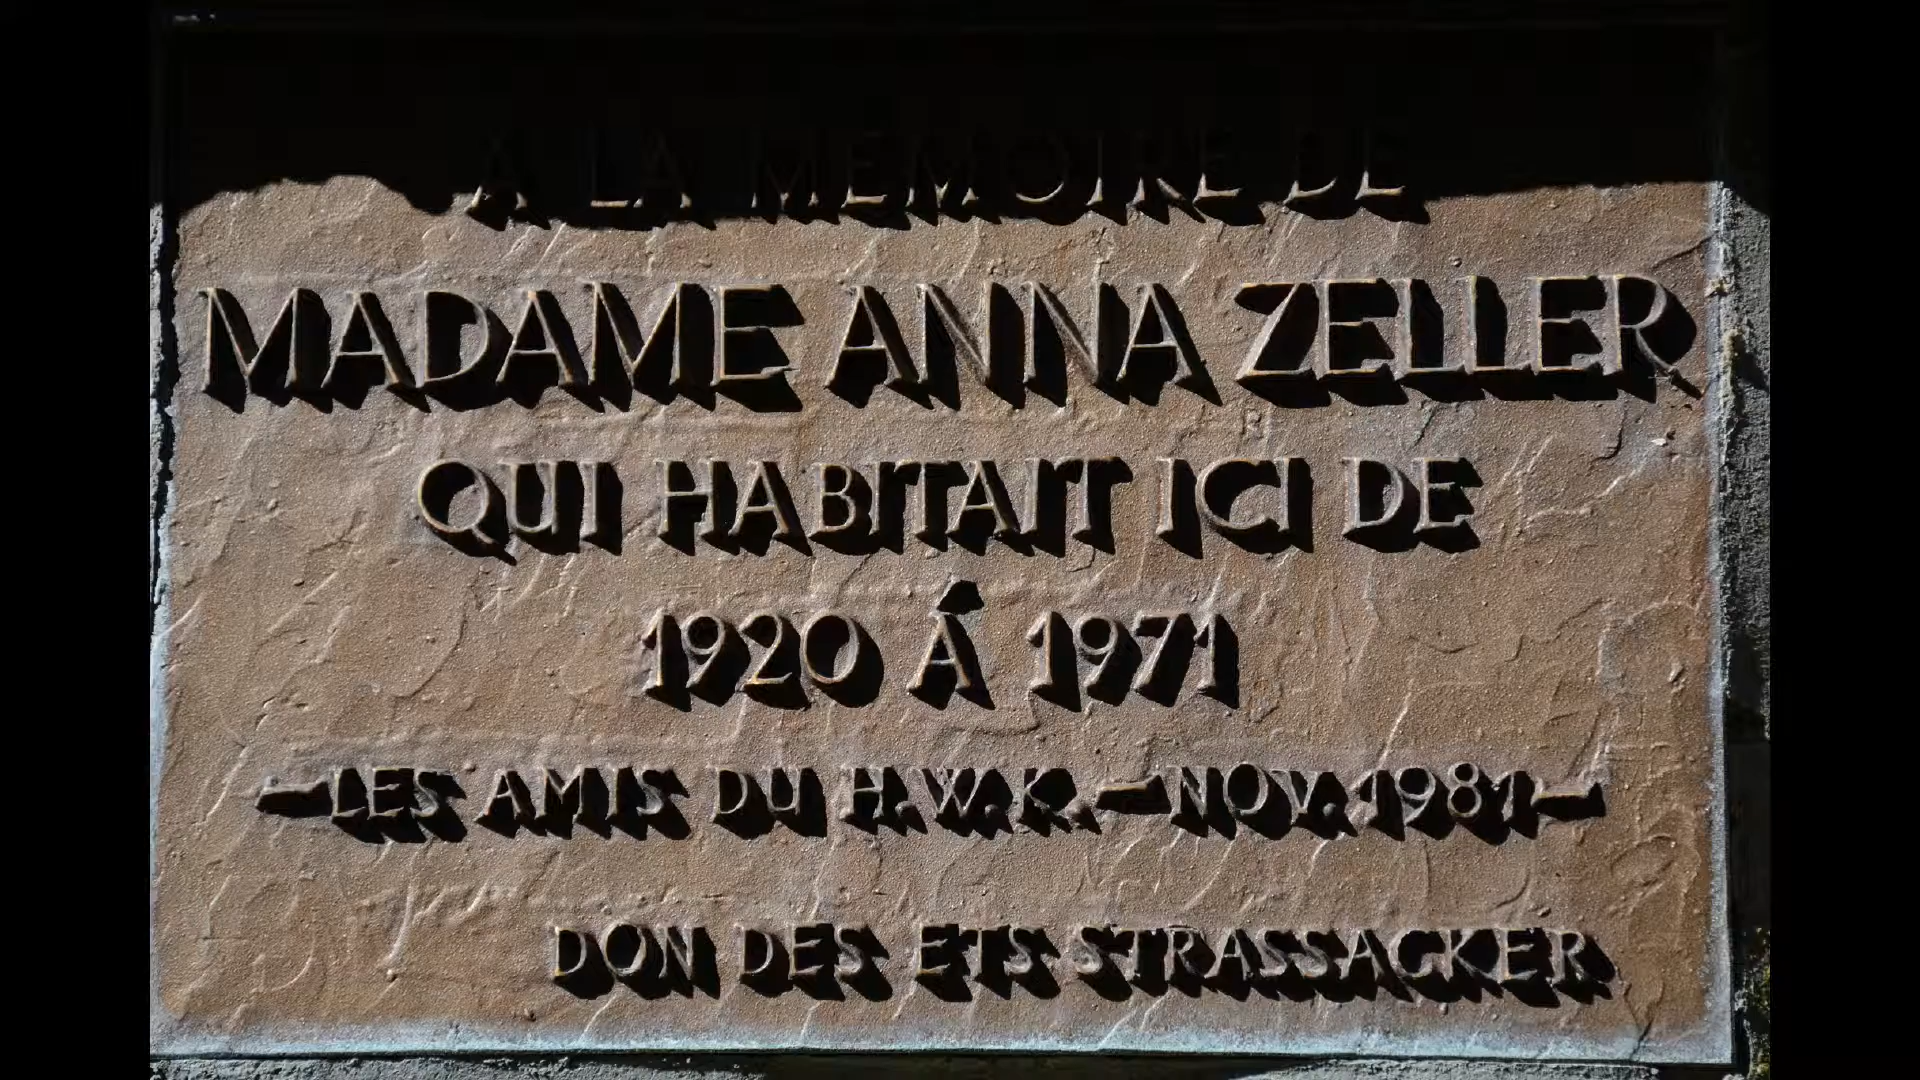 A LA MEMOIRE DE
MADAME ANNA ZELLER
QUI HABITAIT ICI DE
1920 Á 1971
-LES AMIS DU H.W.K.-NOV.1981-
DON DES ETS STRASSACKER